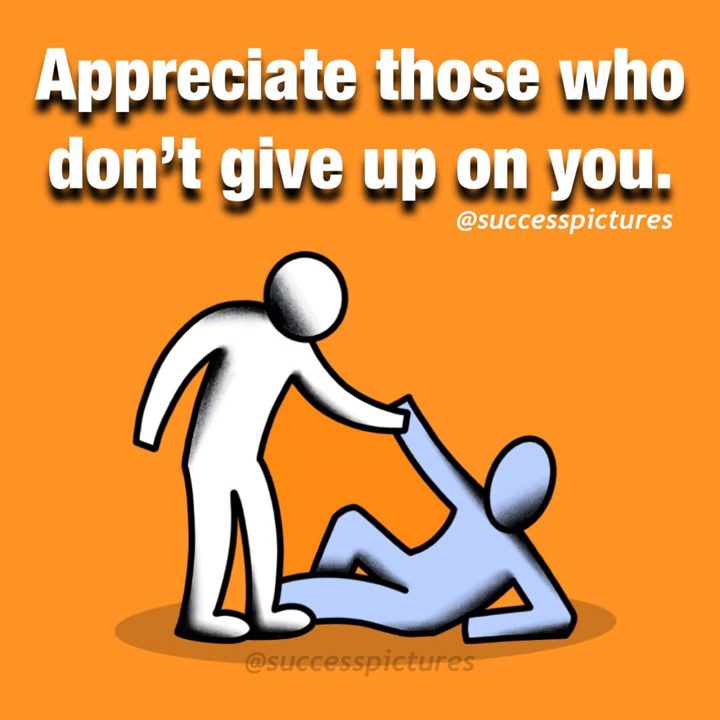 Appreciate those who
don’t give up on you.
@successpictures
@successpictures